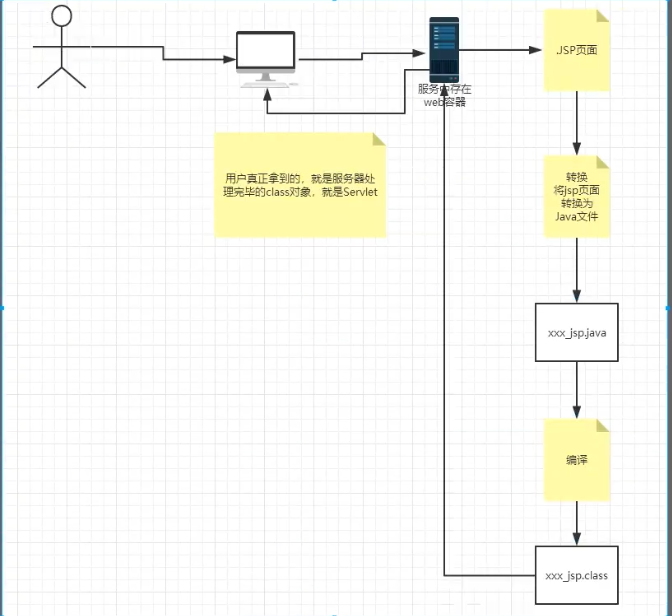 .JSP页面
服务中存在
web容器
用户真正拿到的，就是服务器处
理完毕的class对象，就是Servlet
转换
将jsp页面
转换为
Java文件
xxx_jsp.java
编译
xxx_jsp.class